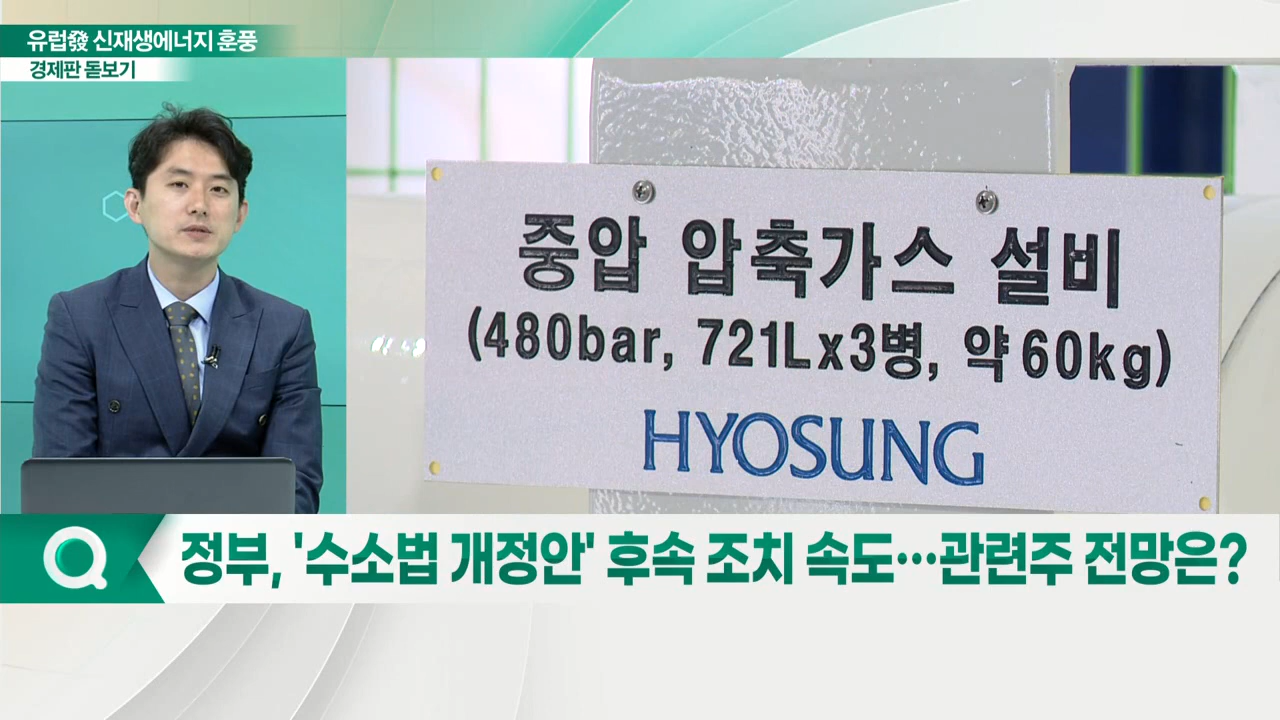 유럽發 신재생에너지 훈풍
경제판 돋보기
중압 압축가스 설비
(480bar, 721Lx3병, 약 60kg)
HYOSUNG
Q 정부, '수소법 개정안' 후속 조치 속도…관련주 전망은?